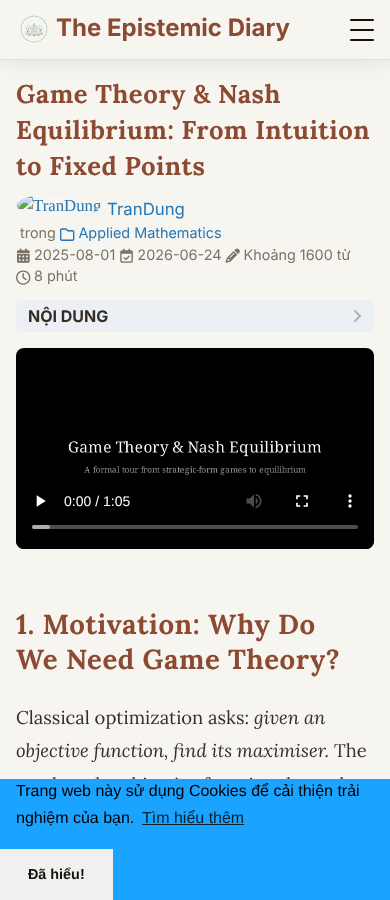 The Epistemic Diary
Game Theory & Nash
Equilibrium: From Intuition
to Fixed Points
TranDung TranDung
trong Applied Mathematics
2025-08-01 2026-06-24 Khoảng 1600 từ
8 phút
NỘI DUNG
Game Theory & Nash Equilibrium
A formal tour from strategic-form games to equilibrium
0:00 / 1:05
1. Motivation: Why Do
We Need Game Theory?
Classical optimization asks: given an
objective function, find its maximiser. The
Trang web này sử dụng Cookies để cải thiện trải
nghiệm của bạn. Tìm hiểu thêm
Đã hiểu!